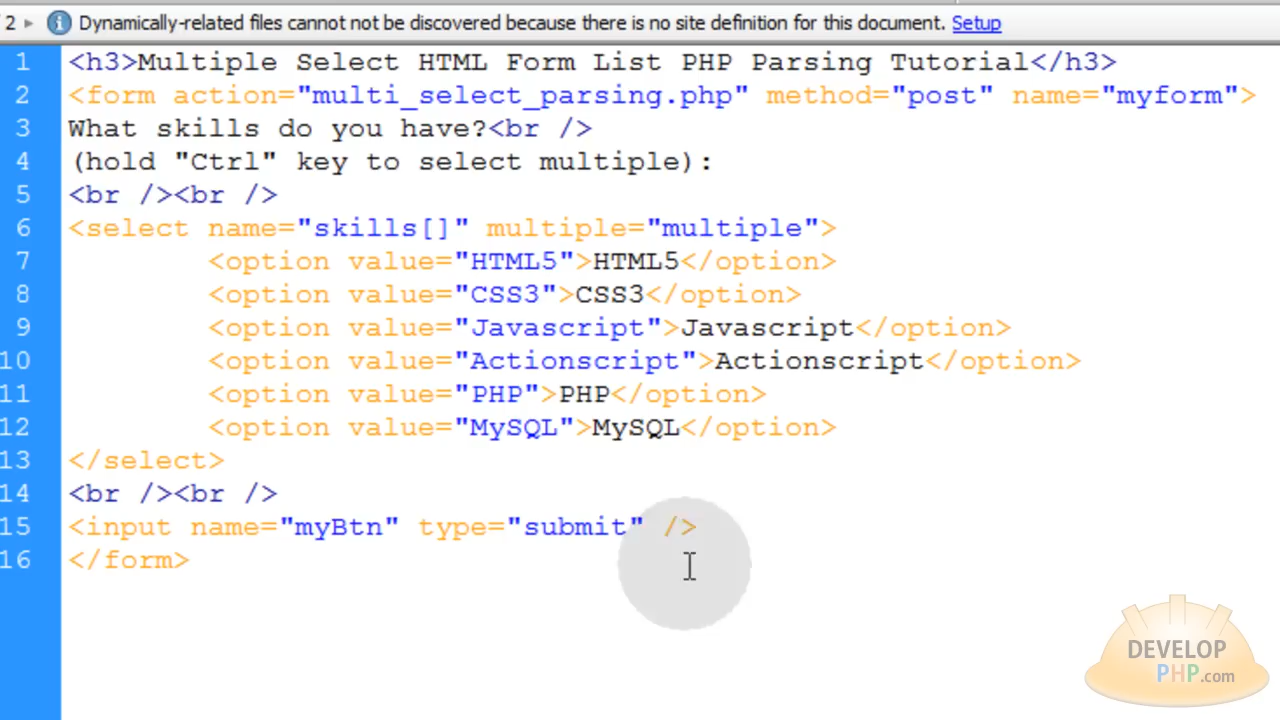 2 Dynamically-related files cannot not be discovered because there is no site definition for this document. Setup
1 <h3>Multiple Select HTML Form List PHP Parsing Tutorial</h3>
2 <form action="multi_select_parsing.php" method="post" name="myform">
3 What skills do you have?<br />
4 (hold "Ctrl" key to select multiple):
5 <br /><br />
6 <select name="skills[]" multiple="multiple">
7 <option value="HTML5">HTML5</option>
8 <option value="CSS3">CSS3</option>
9 <option value="Javascript">Javascript</option>
10 <option value="Actionscript">Actionscript</option>
11 <option value="PHP">PHP</option>
12 <option value="MySQL">MySQL</option>
13 </select>
14 <br /><br />
15 <input name="myBtn" type="submit" />
16 </form>
DEVELOP
PHP.com